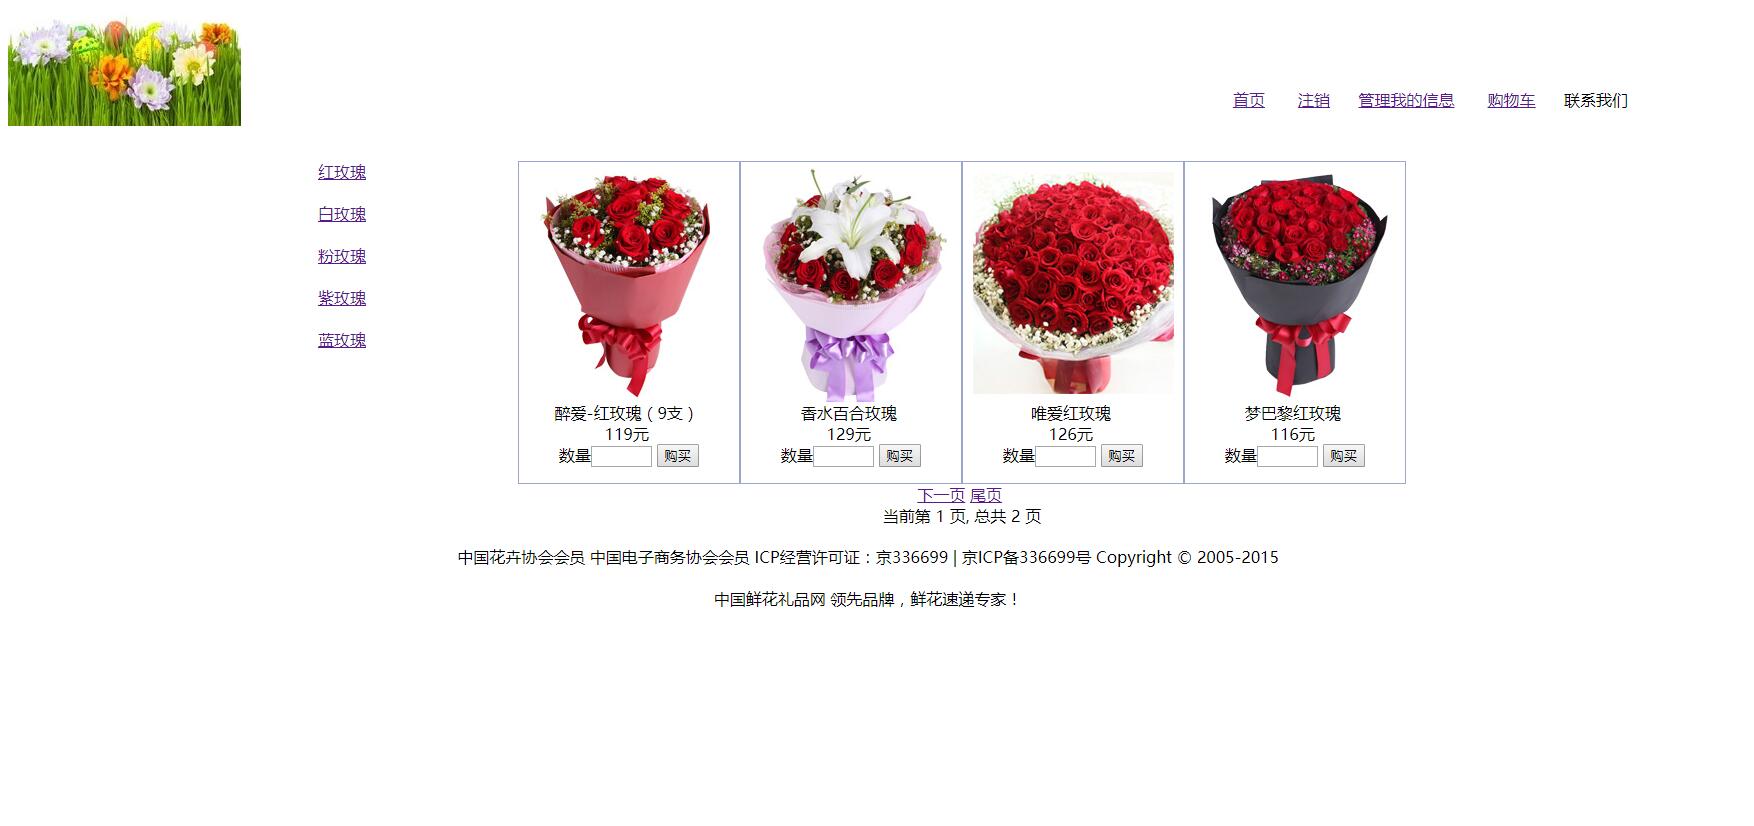 首页 注销 管理我的信息 购物车 联系我们
红玫瑰
白玫瑰
粉玫瑰
紫玫瑰
蓝玫瑰
醉爱-红玫瑰（9支）
119元
数量 购买
香水百合玫瑰
129元
数量 购买
唯爱红玫瑰
126元
数量 购买
梦巴黎红玫瑰
116元
数量 购买
下一页 尾页
当前第 1 页, 总共 2 页
中国花卉协会会员 中国电子商务协会会员 ICP经营许可证：京336699 | 京ICP备336699号 Copyright © 2005-2015
中国鲜花礼品网 领先品牌，鲜花速递专家！